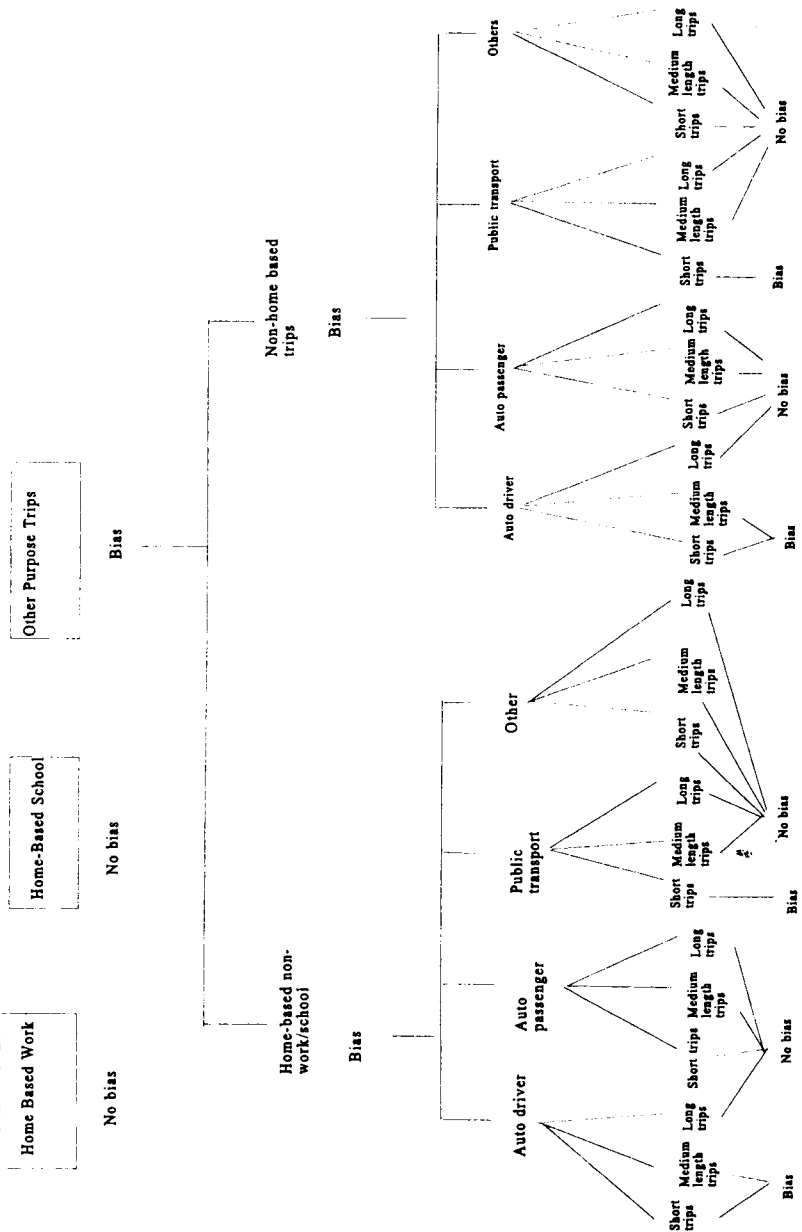 Home Based Work
No bias
Home-Based School
No bias
Other Purpose Trips
Bias
Home-based non-
work/school
Bias
Non-home based
trips
Bias
Auto driver
Auto
passenger
Public
transport
Other
Auto driver
Auto passenger
Public transport
Others
Short
trips
Medium
length
trips
Long
trips
Short trips
Medium
length
trips
Long
trips
Short
trips
Medium
length
trips
Long
trips
Short
trips
Medium
length
trips
Long
trips
Short
trips
Medium
length
trips
Long
trips
Short
trips
Medium
length
trips
Long
trips
Short
trips
Medium
length
trips
Long
trips
Short
trips
Medium
length
trips
Long
trips
Bias
No bias
Bias
No bias
Bias
No bias
Bias
No bias